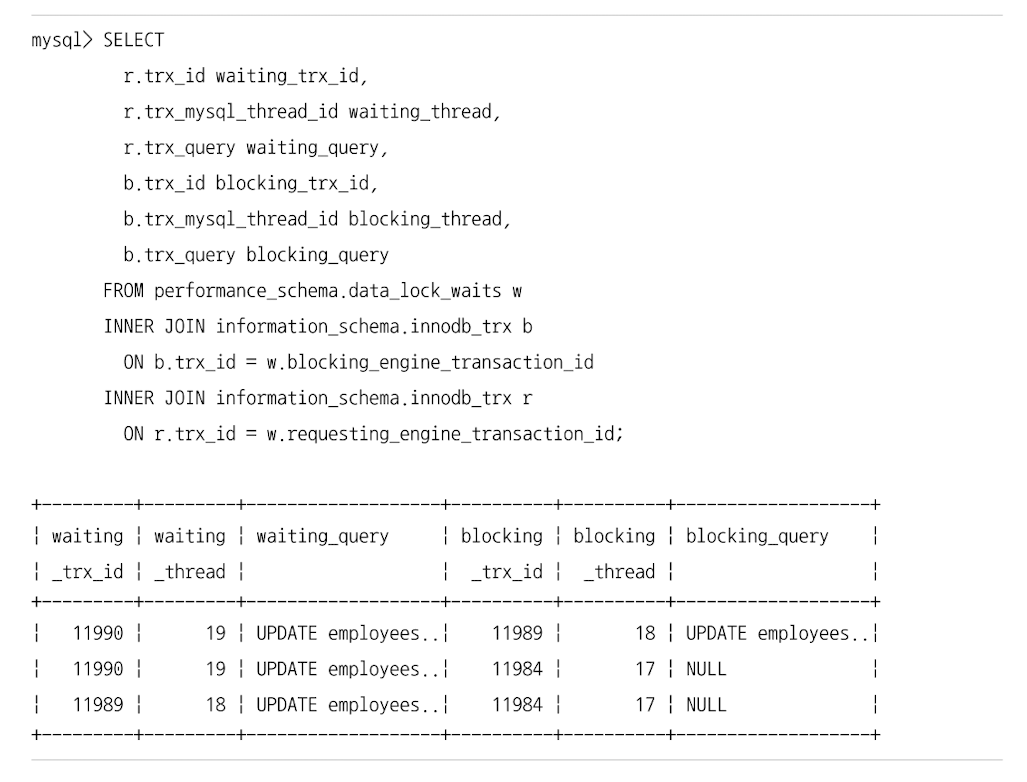 mysql> SELECT
r.trx_id waiting_trx_id,
r.trx_mysql_thread_id waiting_thread,
r.trx_query waiting_query,
b.trx_id blocking_trx_id,
b.trx_mysql_thread_id blocking_thread,
b.trx_query blocking_query
FROM performance_schema.data_lock_waits w
INNER JOIN information_schema.innodb_trx b
ON b.trx_id = w.blocking_engine_transaction_id
INNER JOIN information_schema.innodb_trx r
ON r.trx_id = w.requesting_engine_transaction_id;
+---------+---------+-------------------+----------+----------+-------------------+
¦ waiting ¦ waiting ¦ waiting_query ¦ blocking ¦ blocking ¦ blocking_query ¦
¦ _trx_id ¦ _thread ¦ ¦ _trx_id ¦ _thread ¦ ¦
+---------+---------+-------------------+----------+----------+-------------------+
¦ 11990 ¦ 19 ¦ UPDATE employees..¦ 11989 ¦ 18 ¦ UPDATE employees..¦
¦ 11990 ¦ 19 ¦ UPDATE employees..¦ 11984 ¦ 17 ¦ NULL ¦
¦ 11989 ¦ 18 ¦ UPDATE employees..¦ 11984 ¦ 17 ¦ NULL ¦
+---------+---------+-------------------+----------+----------+-------------------+